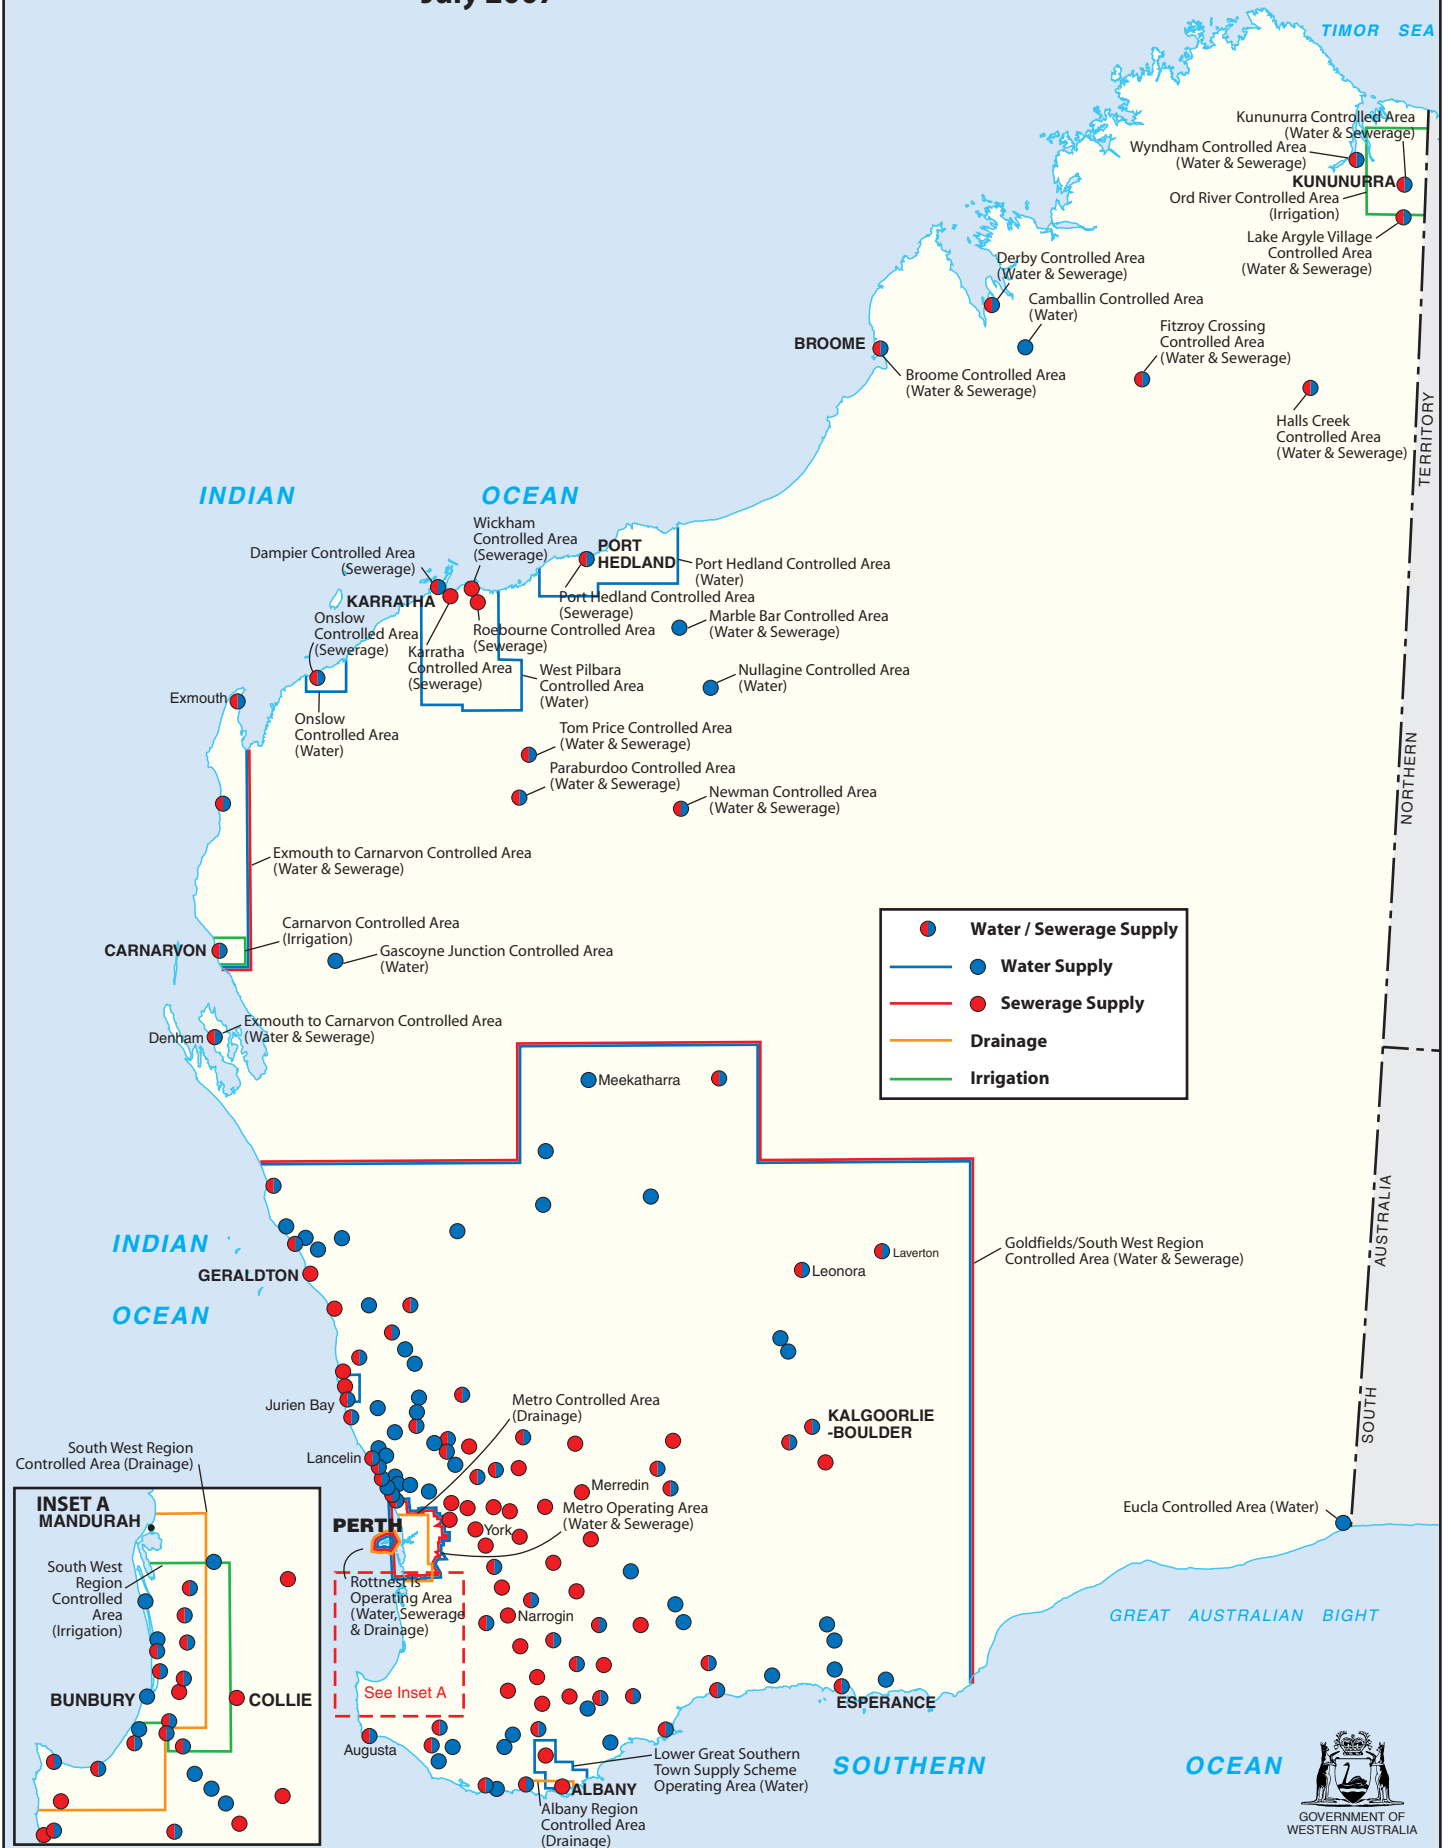 July 2007
TIMOR SEA
Kununurra Controlled Area
(Water & Sewerage)
Wyndham Controlled Area
(Water & Sewerage)
KUNUNURRA
Ord River Controlled Area
(Irrigation)
Lake Argyle Village
Controlled Area
(Water & Sewerage)
Derby Controlled Area
(Water & Sewerage)
Camballin Controlled Area
(Water)
Fitzroy Crossing
Controlled Area
(Water & Sewerage)
BROOME
Broome Controlled Area
(Water & Sewerage)
Halls Creek
Controlled Area
(Water & Sewerage)
TERRITORY
NORTHERN
INDIAN OCEAN
Wickham
Controlled Area
(Sewerage)
Dampier Controlled Area
(Sewerage)
PORT
HEDLAND
Port Hedland Controlled Area
(Water)
KARRATHA
Port Hedland Controlled Area
(Sewerage)
Onslow
Controlled Area
(Sewerage)
Roebourne Controlled Area
(Sewerage)
Marble Bar Controlled Area
(Water & Sewerage)
Karratha
Controlled Area
(Sewerage)
West Pilbara
Controlled Area
(Water)
Nullagine Controlled Area
(Water)
Exmouth
Onslow
Controlled Area
(Water)
Tom Price Controlled Area
(Water & Sewerage)
Paraburdoo Controlled Area
(Water & Sewerage)
Newman Controlled Area
(Water & Sewerage)
Exmouth to Carnarvon Controlled Area
(Water & Sewerage)
Carnarvon Controlled Area
(Irrigation)
CARNARVON
Gascoyne Junction Controlled Area
(Water)
Exmouth to Carnarvon Controlled Area
(Water & Sewerage)
Denham
Water / Sewerage Supply
Water Supply
Sewerage Supply
Drainage
Irrigation
Meekatharra
INDIAN
OCEAN
GERALDTON
Laverton
Leonora
Goldfields/South West Region
Controlled Area (Water & Sewerage)
AUSTRALIA
SOUTH
Jurien Bay
Metro Controlled Area
(Drainage)
KALGOORLIE
-BOULDER
Lancelin
Merredin
Metro Operating Area
(Water & Sewerage)
PERTH
York
Eucla Controlled Area (Water)
Rottnest Is
Operating Area
(Water, Sewerage
& Drainage)
Narrogin
See Inset A
GREAT AUSTRALIAN BIGHT
ESPERANCE
Augusta
Lower Great Southern
Town Supply Scheme
Operating Area (Water)
ALBANY
Albany Region
Controlled Area
(Drainage)
SOUTHERN OCEAN
South West Region
Controlled Area (Drainage)
INSET A
MANDURAH
South West
Region
Controlled
Area
(Irrigation)
BUNBURY
COLLIE
GOVERNMENT OF
WESTERN AUSTRALIA